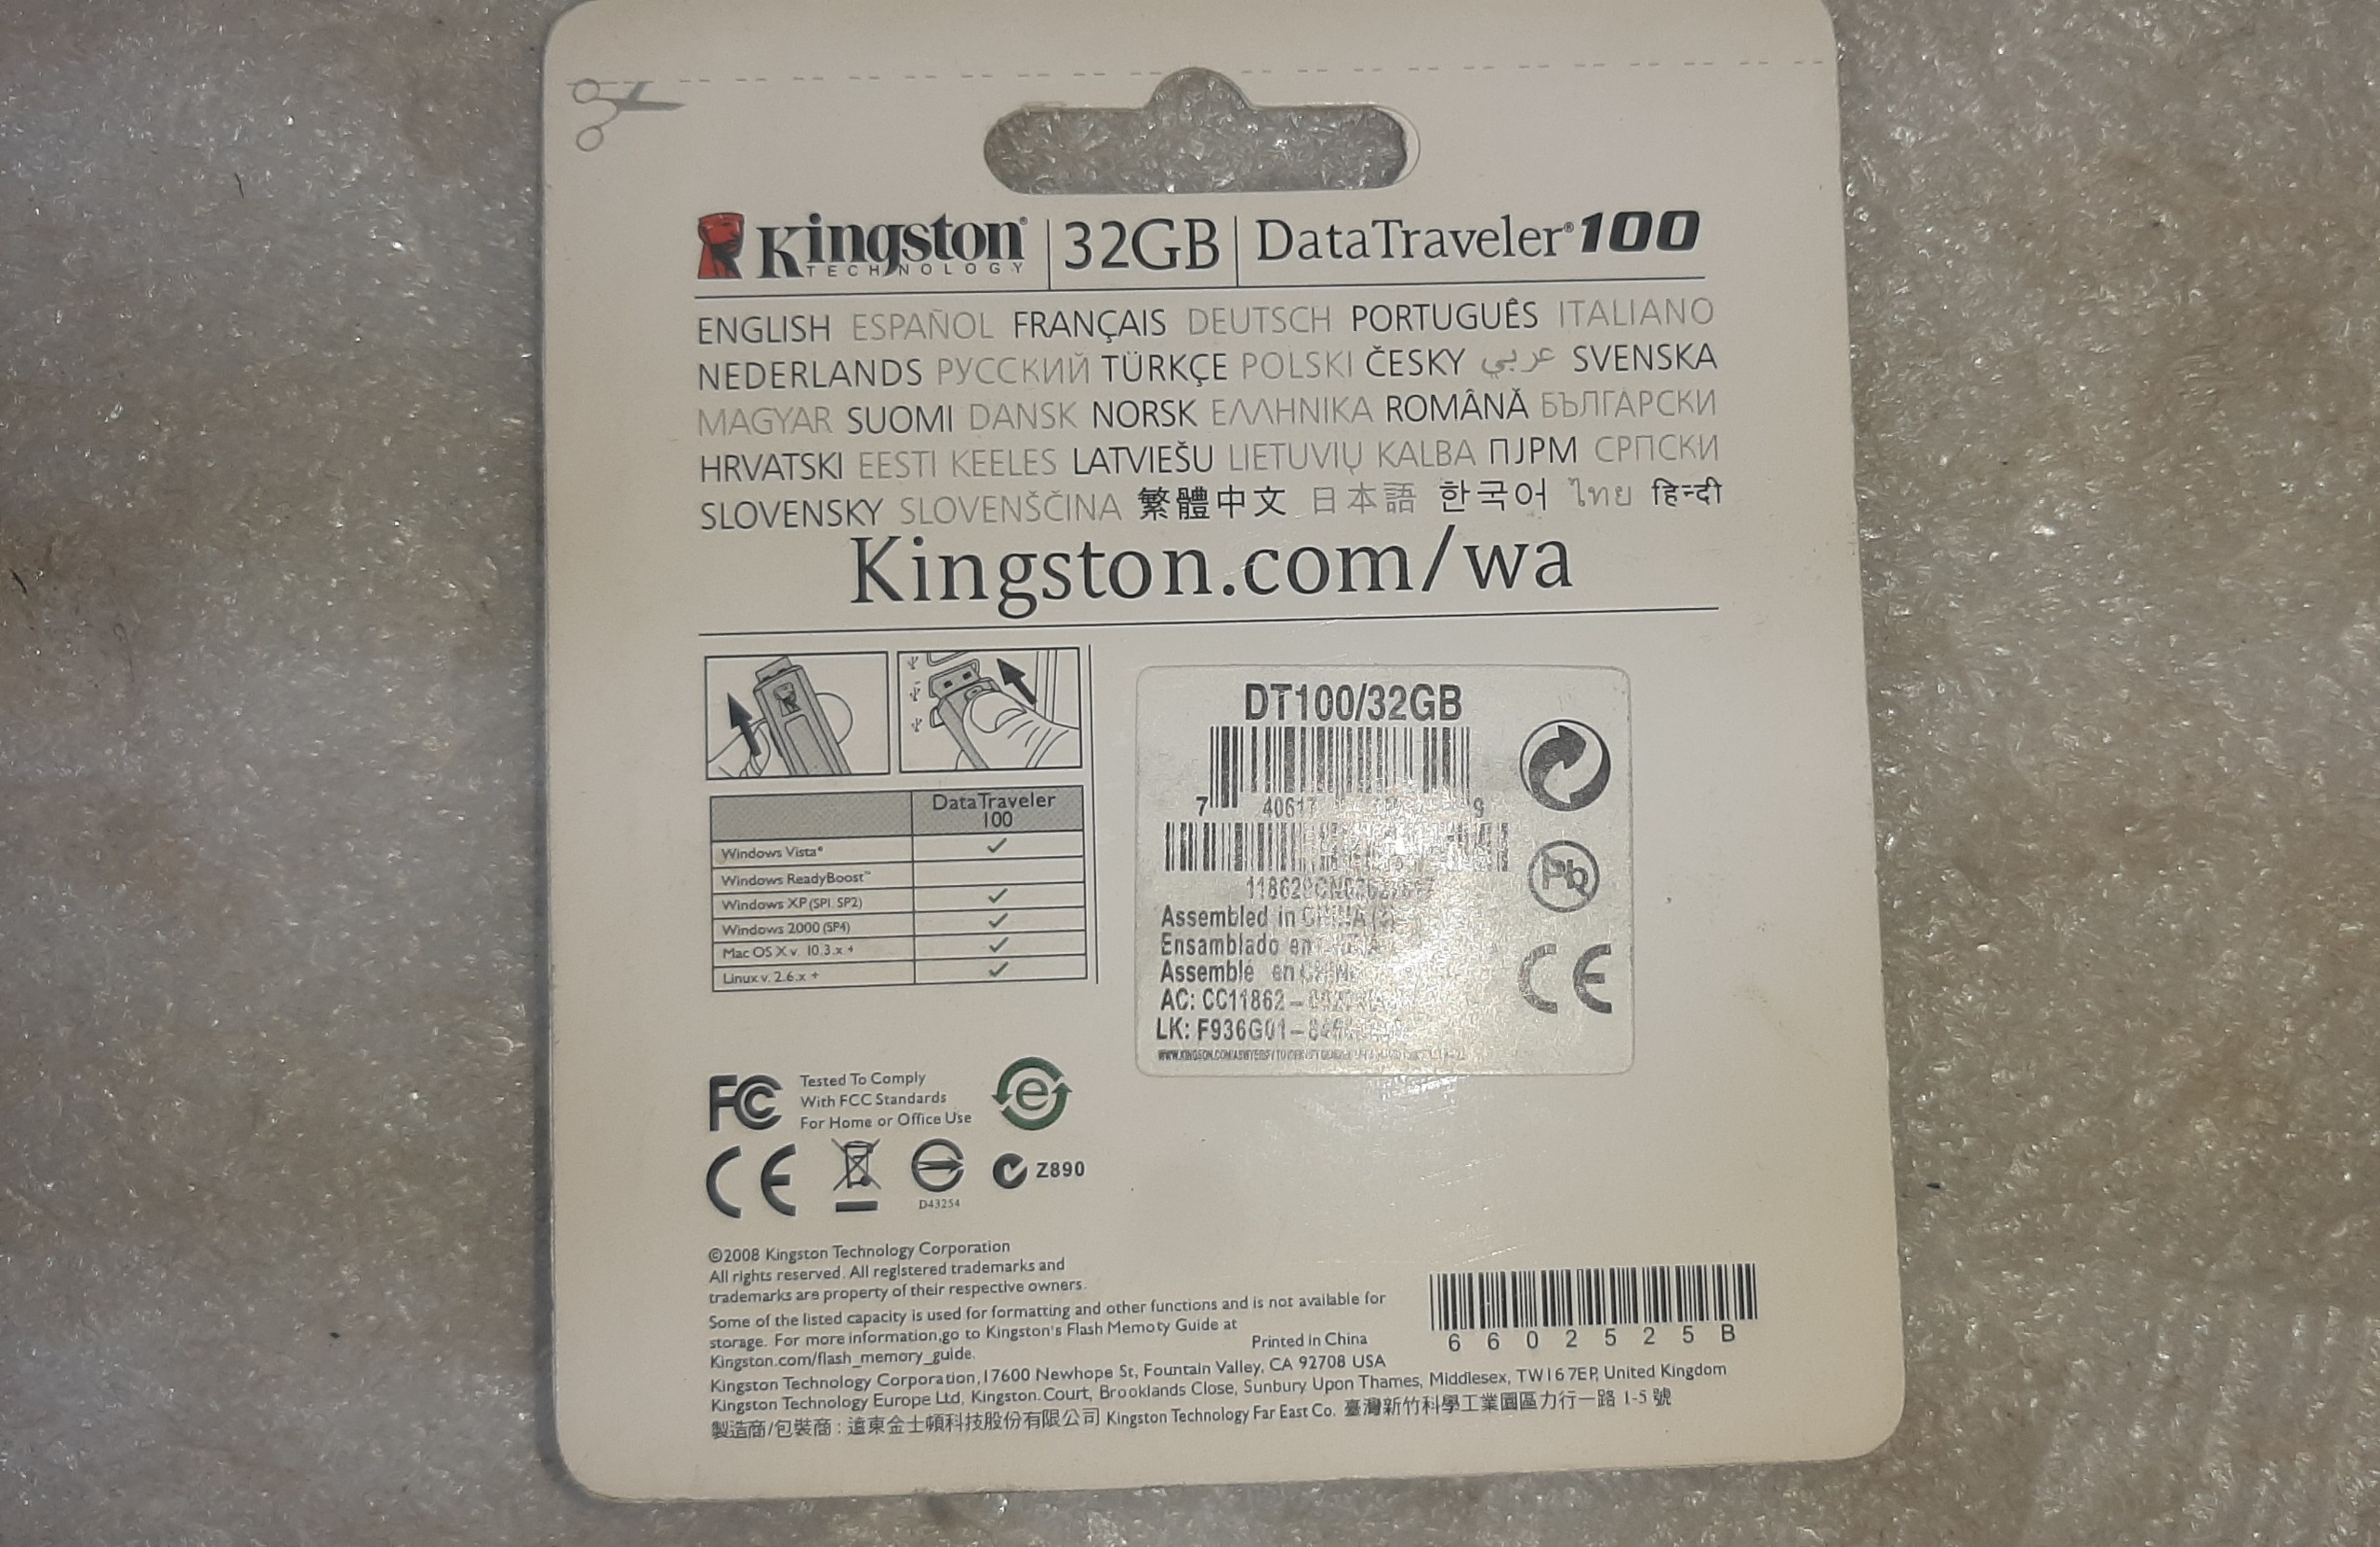 Kingston® | 32GB | DataTraveler®100
TECHNOLOGY
ENGLISH ESPAÑOL FRANÇAIS DEUTSCH PORTUGUÊS ITALIANO
NEDERLANDS РУССКИЙ TÜRKÇE POLSKI ČESKY عربي SVENSKA
MAGYAR SUOMI DANSK NORSK ΕΛΛΗΝΙΚΑ ROMÂNĂ БЪЛГАРСКИ
HRVATSKI EESTI KEELES LATVIEŠU LIETUVIŲ KALBA ПЈРМ СРПСКИ
SLOVENSKY SLOVENŠČINA 繁體中文 日本語 한국어 ไทย हिन्दी
Kingston.com/wa
DataTraveler
100
Windows Vista® ✓
Windows ReadyBoost™
Windows XP (SP1. SP2) ✓
Windows 2000 (SP4) ✓
Mac OS X v. 10.3.x + ✓
Linux v. 2.6.x + ✓
DT100/32GB
7 40617 9
Assembled in
Ensamblado en
Assemblé en
AC: CC11862-
LK: F936G01-
Pb
CE
FC
Tested To Comply
With FCC Standards
For Home or Office Use
e
CE
D43254
Z890
©2008 Kingston Technology Corporation
All rights reserved. All registered trademarks and
trademarks are property of their respective owners.
Some of the listed capacity is used for formatting and other functions and is not available for
storage. For more information,go to Kingston's Flash Memoty Guide at
Kingston.com/flash_memory_guide.
Printed in China
6602525B
Kingston Technology Corporation,17600 Newhope St, Fountain Valley, CA 92708 USA
Kingston Technology Europe Ltd, Kingston.Court, Brooklands Close, Sunbury Upon Thames, Middlesex, TW16 7EP, United Kingdom
製造商/包裝商 : 遠東金士頓科技股份有限公司 Kingston Technology Far East Co. 臺灣新竹科學工業園區力行一路 1-5 號